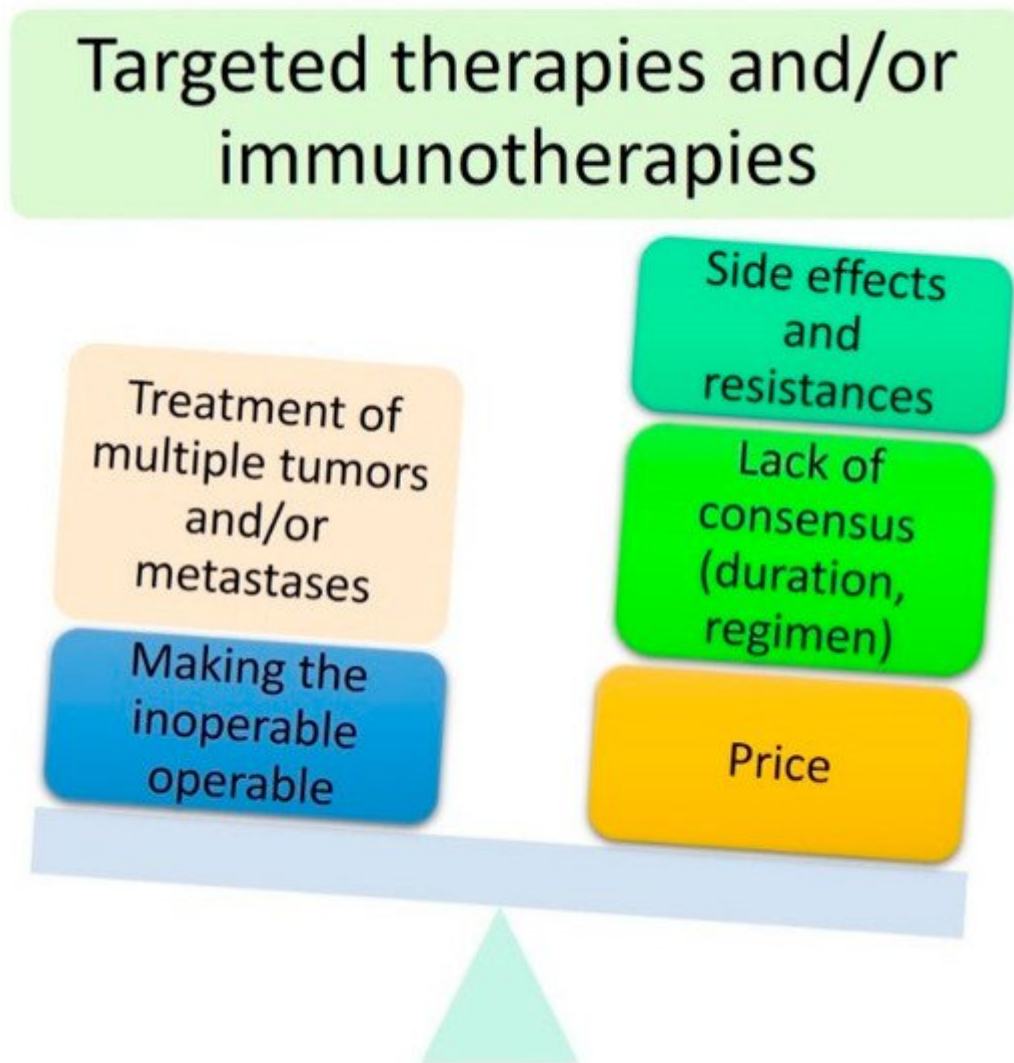 Targeted therapies and/or
immunotherapies
Treatment of
multiple tumors
and/or
metastases
Making the
inoperable
operable
Side effects
and
resistances
Lack of
consensus
(duration,
regimen)
Price